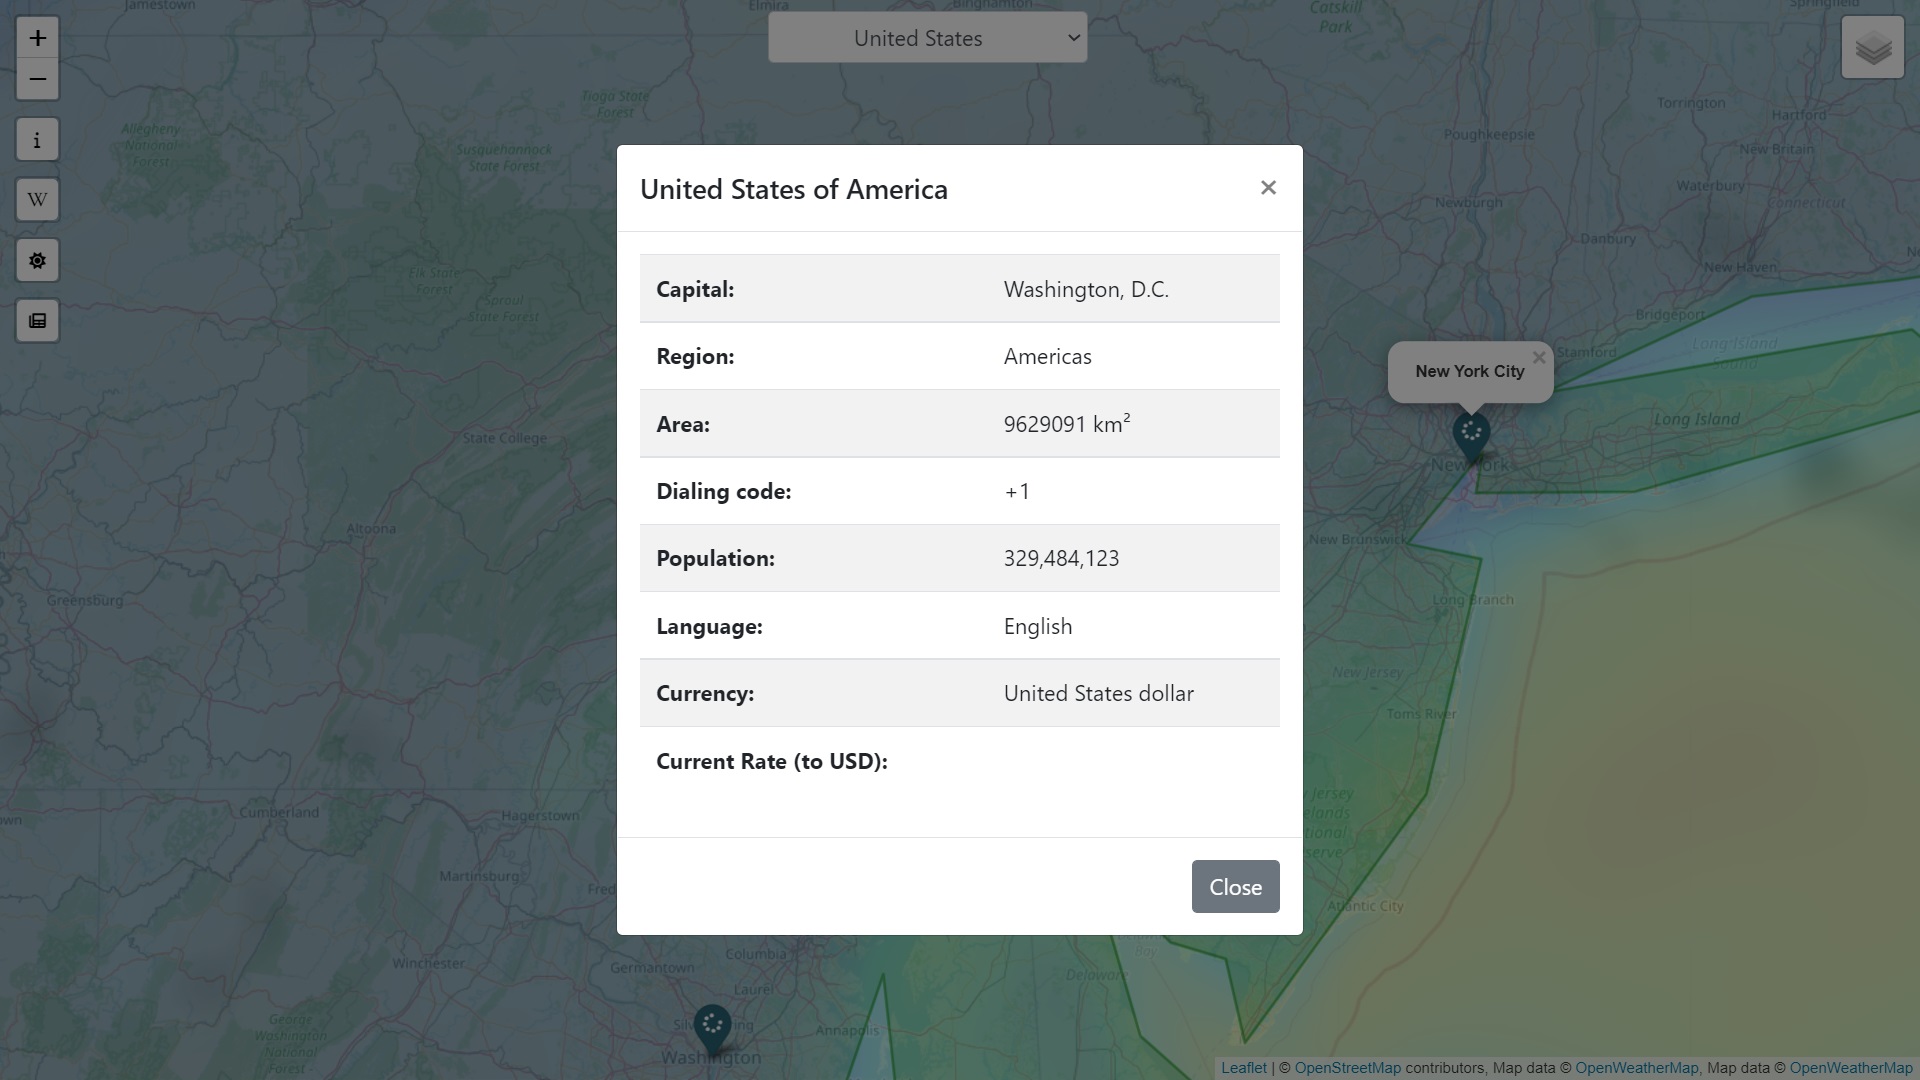 Jamestown
Elmira
Binghamton
Catskill
Park
Springfield
+
United States
−
Tioga State
Forest
Torrington
Hartford
Allegheny
National
Forest
Susquehannock
State Forest
Poughkeepsie
New Britain
i
United States of America
×
Waterbury
Connecticut
W
Newburgh
Danbury
New Haven
Elk State
Forest
Sproul
State Forest
Capital:
Washington, D.C.
Bridgeport
Region:
Americas
Stamford
Long Island
Sound
New York City
×
Area:
9629091 km²
Long Island
State College
New York
Dialing code:
+1
Altoona
New Brunswick
Population:
329,484,123
Greensburg
Long Branch
Language:
English
New Jersey
Currency:
United States dollar
Toms River
Current Rate (to USD):
Cumberland
Hagerstown
Martinsburg
Close
Atlantic City
Winchester
Germantown
Columbia
Bay
Delaware
Laurel
George
Washington
National
Forest -
Annapolis
Washington
Leaflet | © OpenStreetMap contributors, Map data © OpenWeatherMap, Map data © OpenWeatherMap